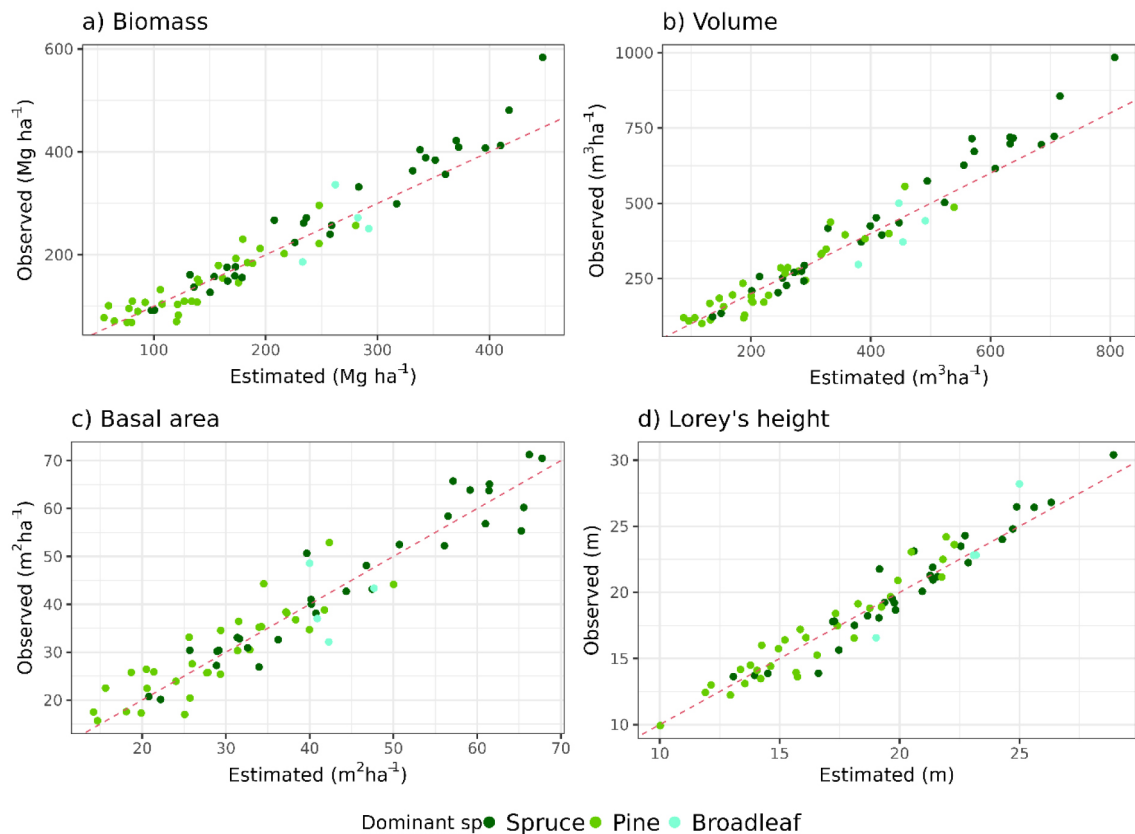 a) Biomass
b) Volume
600
400
200
Observed (Mg ha⁻¹)
100
200
300
400
Estimated (Mg ha⁻¹)
1000
750
500
250
Observed (m³ha⁻¹)
200
400
600
800
Estimated (m³ha⁻¹)
c) Basal area
d) Lorey's height
70
60
50
40
30
20
Observed (m²ha⁻¹)
20
30
40
50
60
70
Estimated (m²ha⁻¹)
30
25
20
15
10
Observed (m)
10
15
20
25
Estimated (m)
Dominant sp Spruce Pine Broadleaf